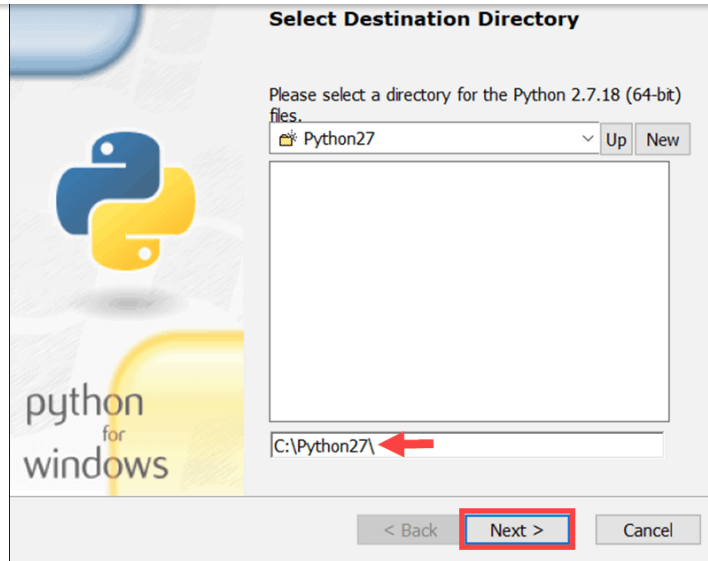 Select Destination Directory
Please select a directory for the Python 2.7.18 (64-bit)
files.
Python27
Up
New
C:\Python27\
python
for
windows
< Back
Next >
Cancel